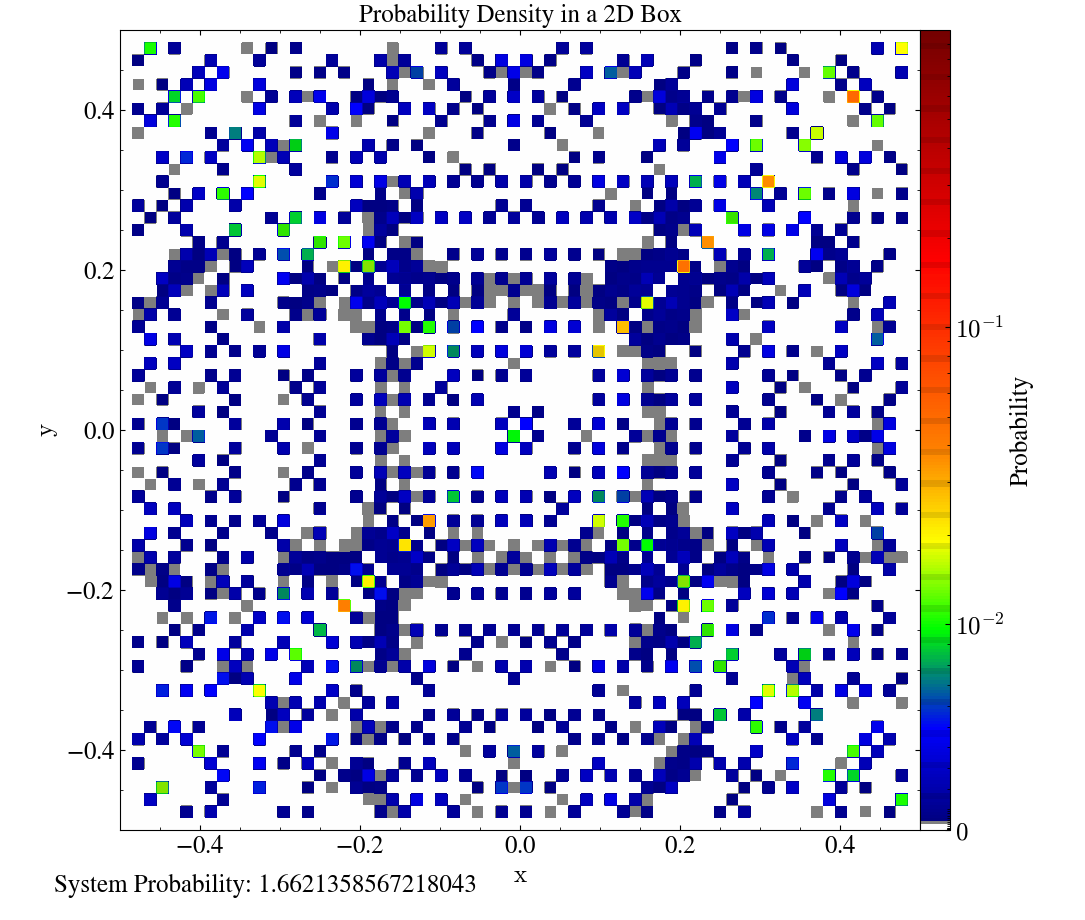 Probability Density in a 2D Box
0.4
0.2
0.0
−0.2
−0.4
y
−0.4 −0.2 0.0 0.2 0.4
x
10⁻¹
10⁻²
0
Probability
System Probability: 1.6621358567218043